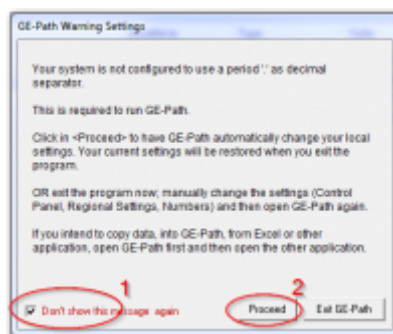 GE-Path Warning Settings
Your system is not configured to use a period '.' as decimal
separator.
This is required to run GE-Path.
Click in <Proceed> to have GE-Path automatically change your local
settings. Your current settings will be restored when you exit the
program.
OR exit the program now; manually change the settings (Control
Panel, Regional Settings, Numbers) and then open GE-Path again.
If you intend to copy data, into GE-Path, from Excel or other
application, open GE-Path first and then open the other application.
1
2
Don't show this message again
Proceed
Exit GE-Path